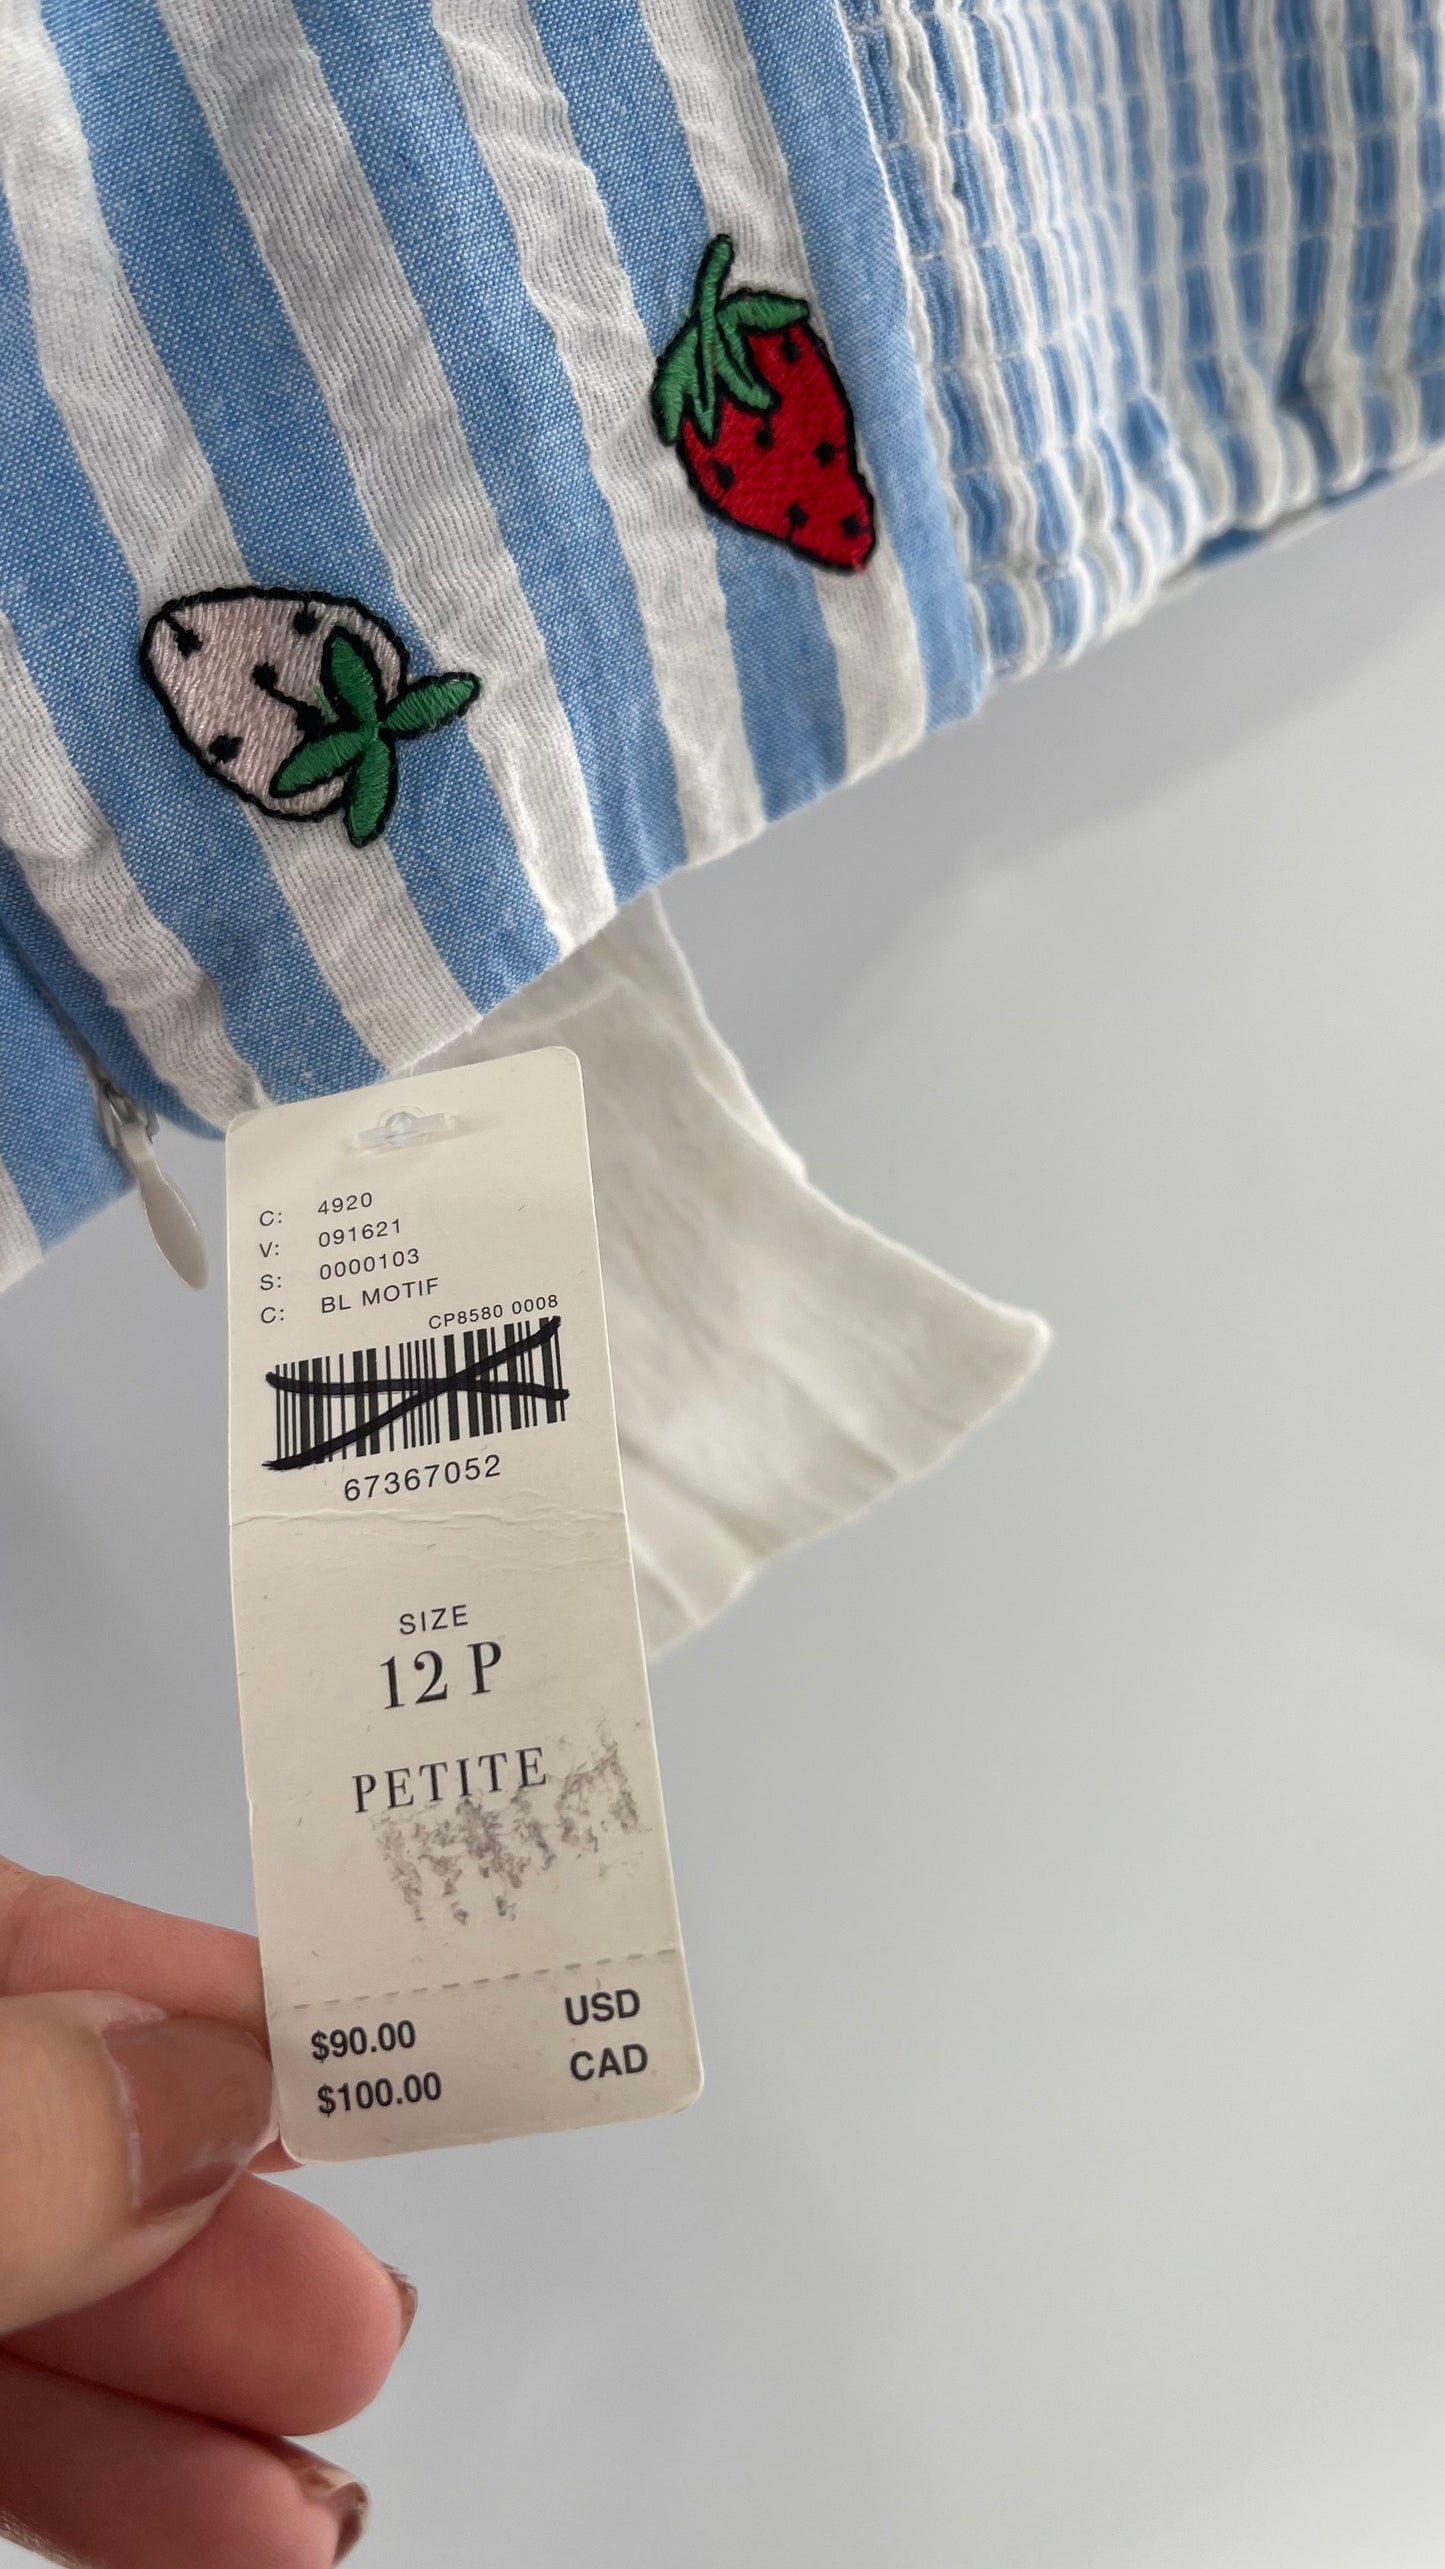 C: 4920
V: 091621
S: 0000103
C: BL MOTIF
CP8580 0008
67367052
SIZE
12 P
PETITE
$90.00 USD
$100.00 CAD